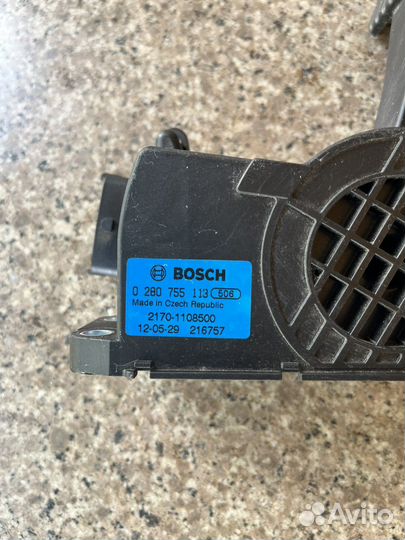 BOSCH
0 280 755 113 506
Made in Czech Republic
2170-1108500
12-05-29 216757
Avito